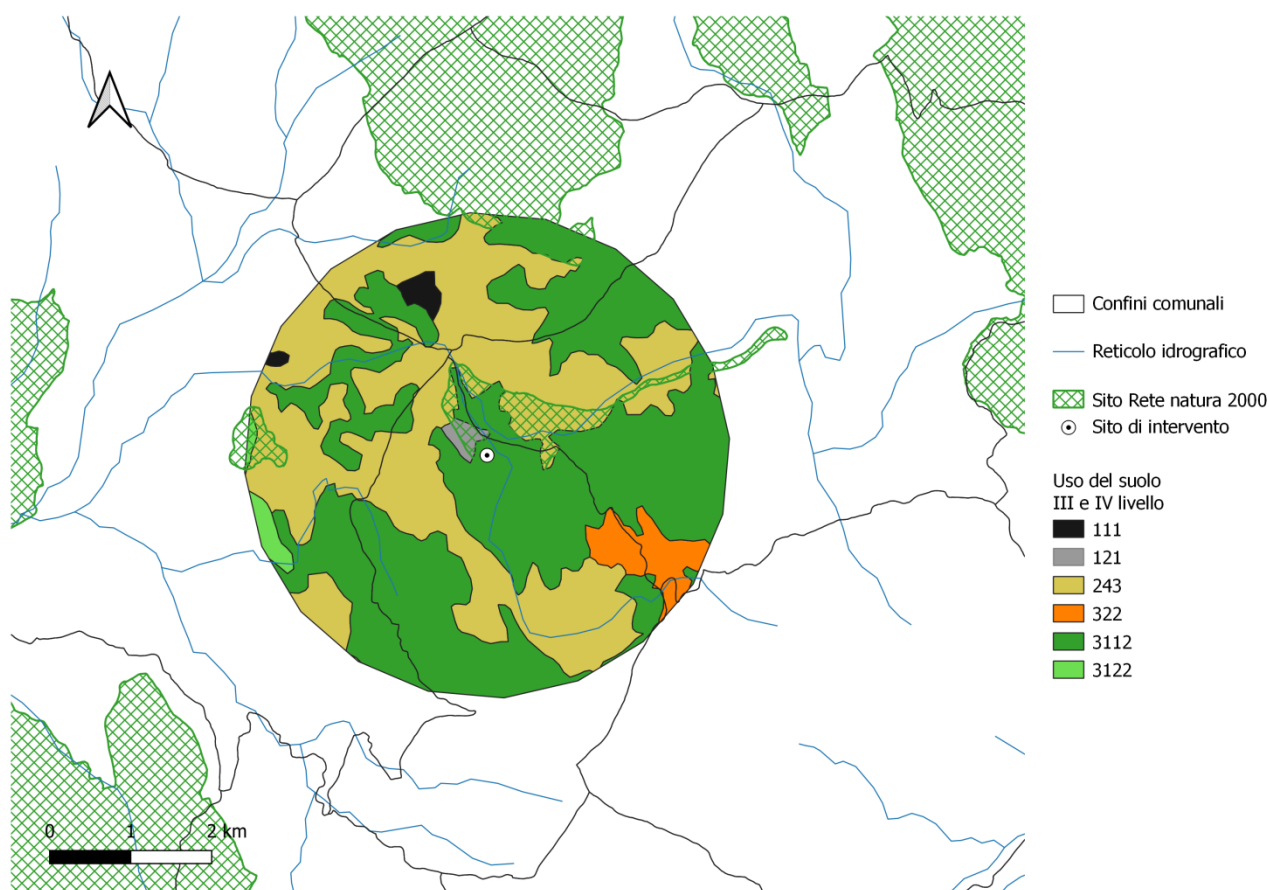 Confini comunali
Reticolo idrografico
Sito Rete natura 2000
Sito di intervento
Uso del suolo
III e IV livello
111
121
243
322
3112
3122
0 1 2 km